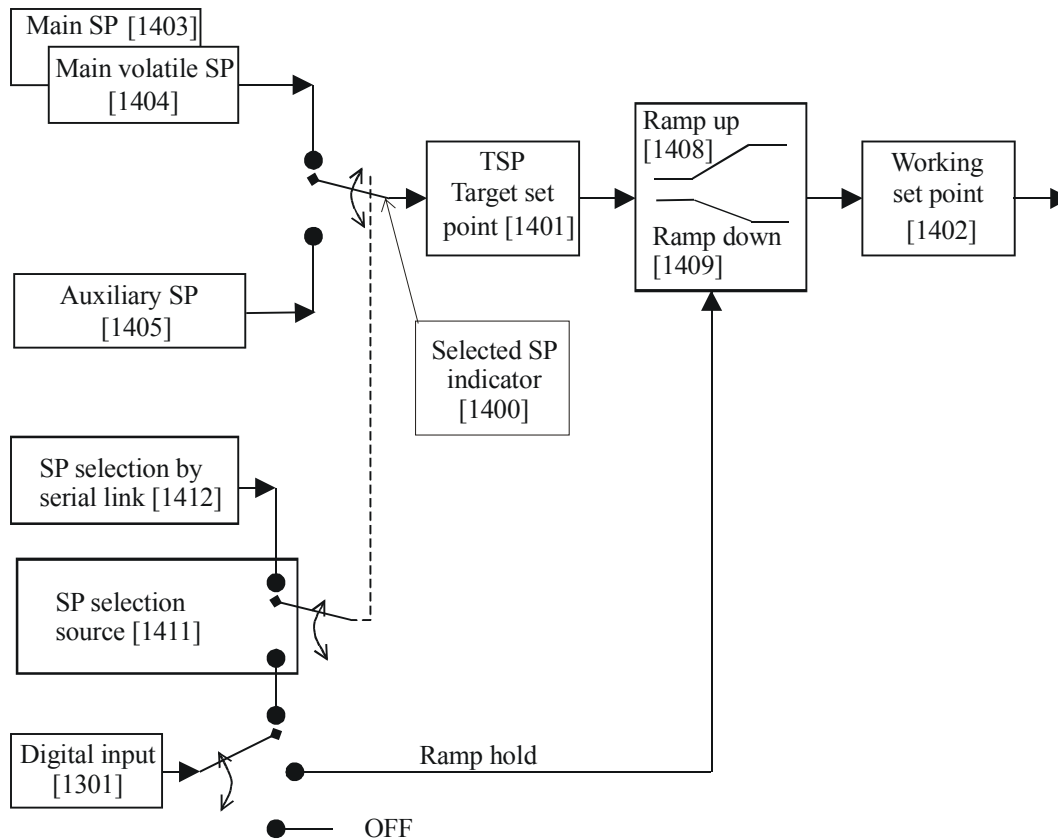 Main SP [1403]
Main volatile SP
[1404]
TSP
Target set
point [1401]
Ramp up
[1408]
Ramp down
[1409]
Working
set point
[1402]
Auxiliary SP
[1405]
Selected SP
indicator
[1400]
SP selection by
serial link [1412]
SP selection
source [1411]
Digital input
[1301]
Ramp hold
OFF